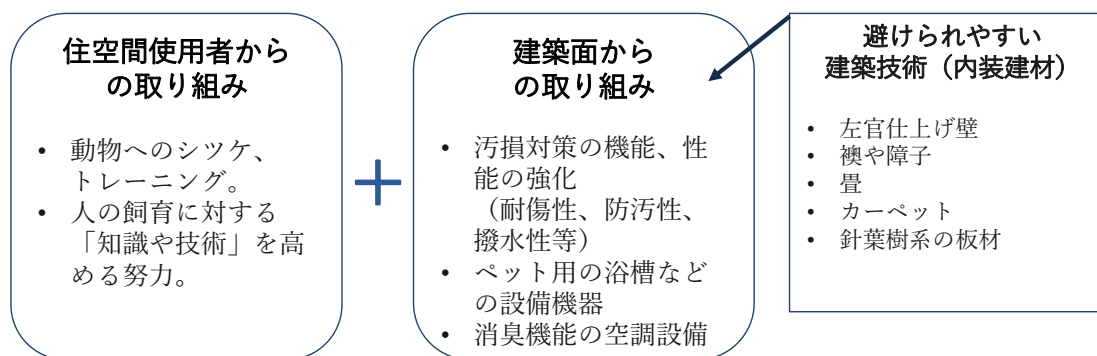 住空間使用者から
の取り組み
• 動物へのシツケ、
トレーニング。
• 人の飼育に対する
「知識や技術」を高
める努力。
+
建築面から
の取り組み
• 汚損対策の機能、性
能の強化
（耐傷性、防汚性、
撥水性等）
• ペット用の浴槽など
の設備機器
• 消臭機能の空調設備
避けられやすい
建築技術（内装建材）
• 左官仕上げ壁
• 襖や障子
• 畳
• カーペット
• 針葉樹系の板材